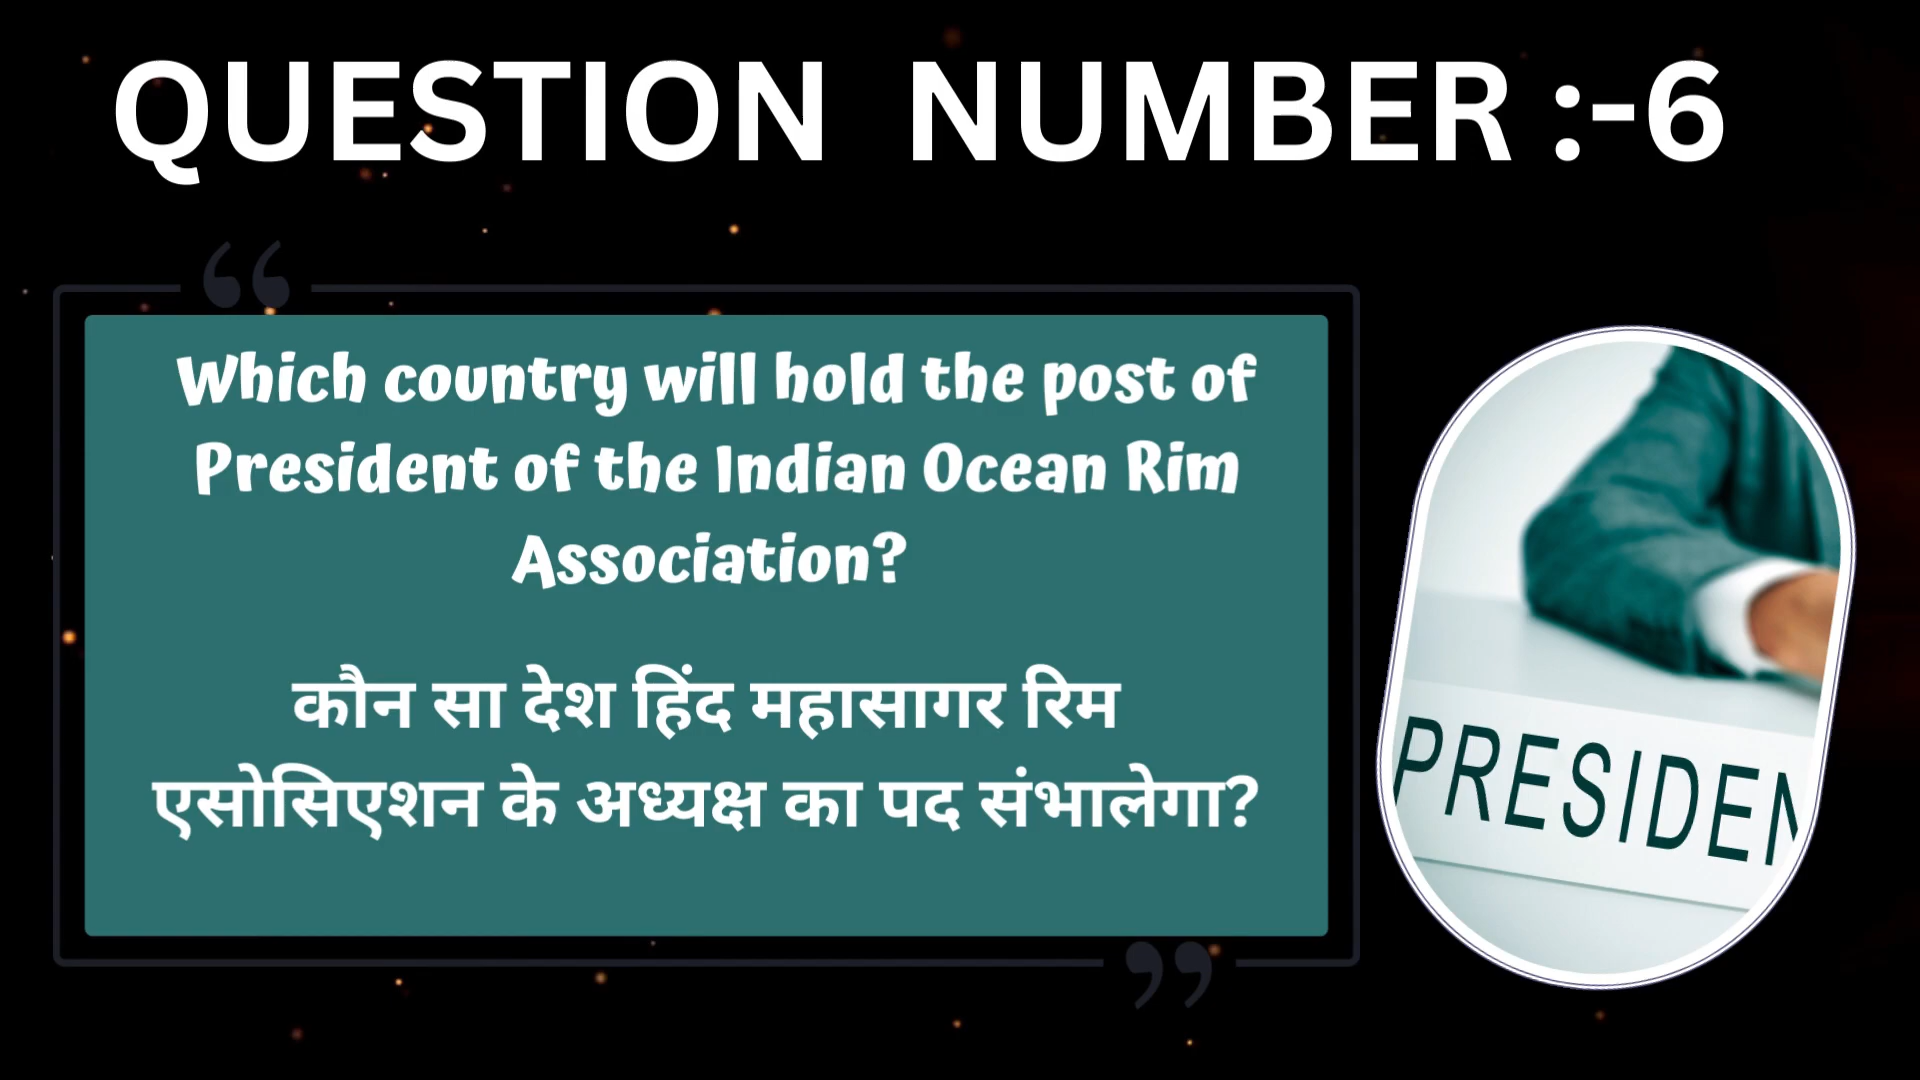 QUESTION NUMBER :-6
Which country will hold the post of
President of the Indian Ocean Rim
Association?
कौन सा देश हिंद महासागर रिम
एसोसिएशन के अध्यक्ष का पद संभालेगा?
PRESIDEN